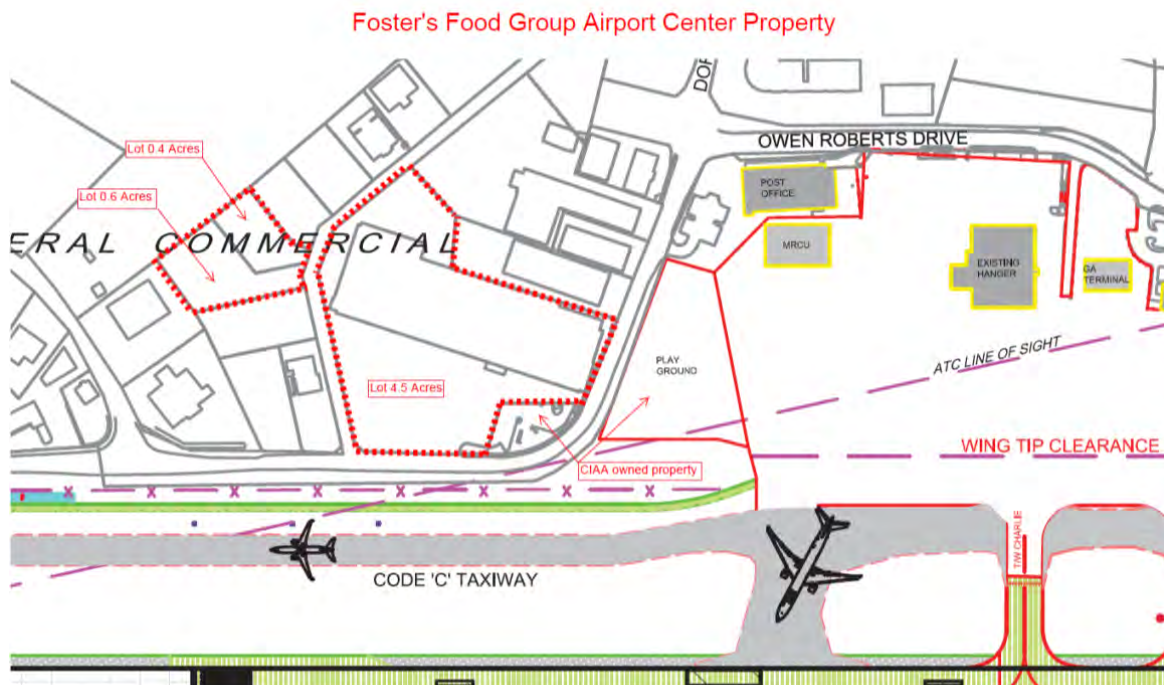 Foster's Food Group Airport Center Property
DOR
OWEN ROBERTS DRIVE
Lot 0.4 Acres
POST
OFFICE
Lot 0.6 Acres
ERAL COMMERCIAL
MRCU
EXISTING
HANGER
GA
TERMINAL
ATC LINE OF SIGHT
PLAY
GROUND
Lot 4.5 Acres
WING TIP CLEARANCE
CIAA owned property
X X X X X X X X
T/W CHARLIE
CODE 'C' TAXIWAY